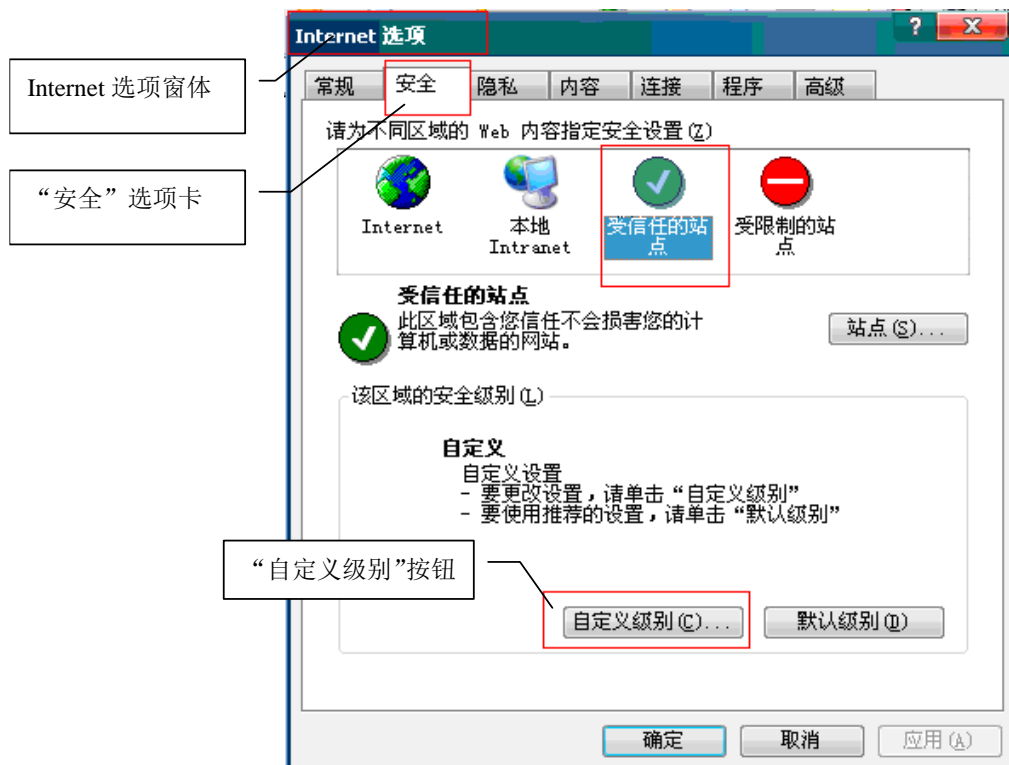 Internet 选项
Internet 选项窗体
常规 安全 隐私 内容 连接 程序 高级
请为不同区域的 Web 内容指定安全设置(Z)
“安全”选项卡
Internet
本地
Intranet
受信任的站
点
受限制的站
点
受信任的站点
此区域包含您信任不会损害您的计
算机或数据的网站。
站点(S)...
该区域的安全级别(L)
自定义
自定义设置
- 要更改设置，请单击“自定义级别”
- 要使用推荐的设置，请单击“默认级别”
“自定义级别”按钮
自定义级别(C)...
默认级别(D)
确定
取消
应用(A)